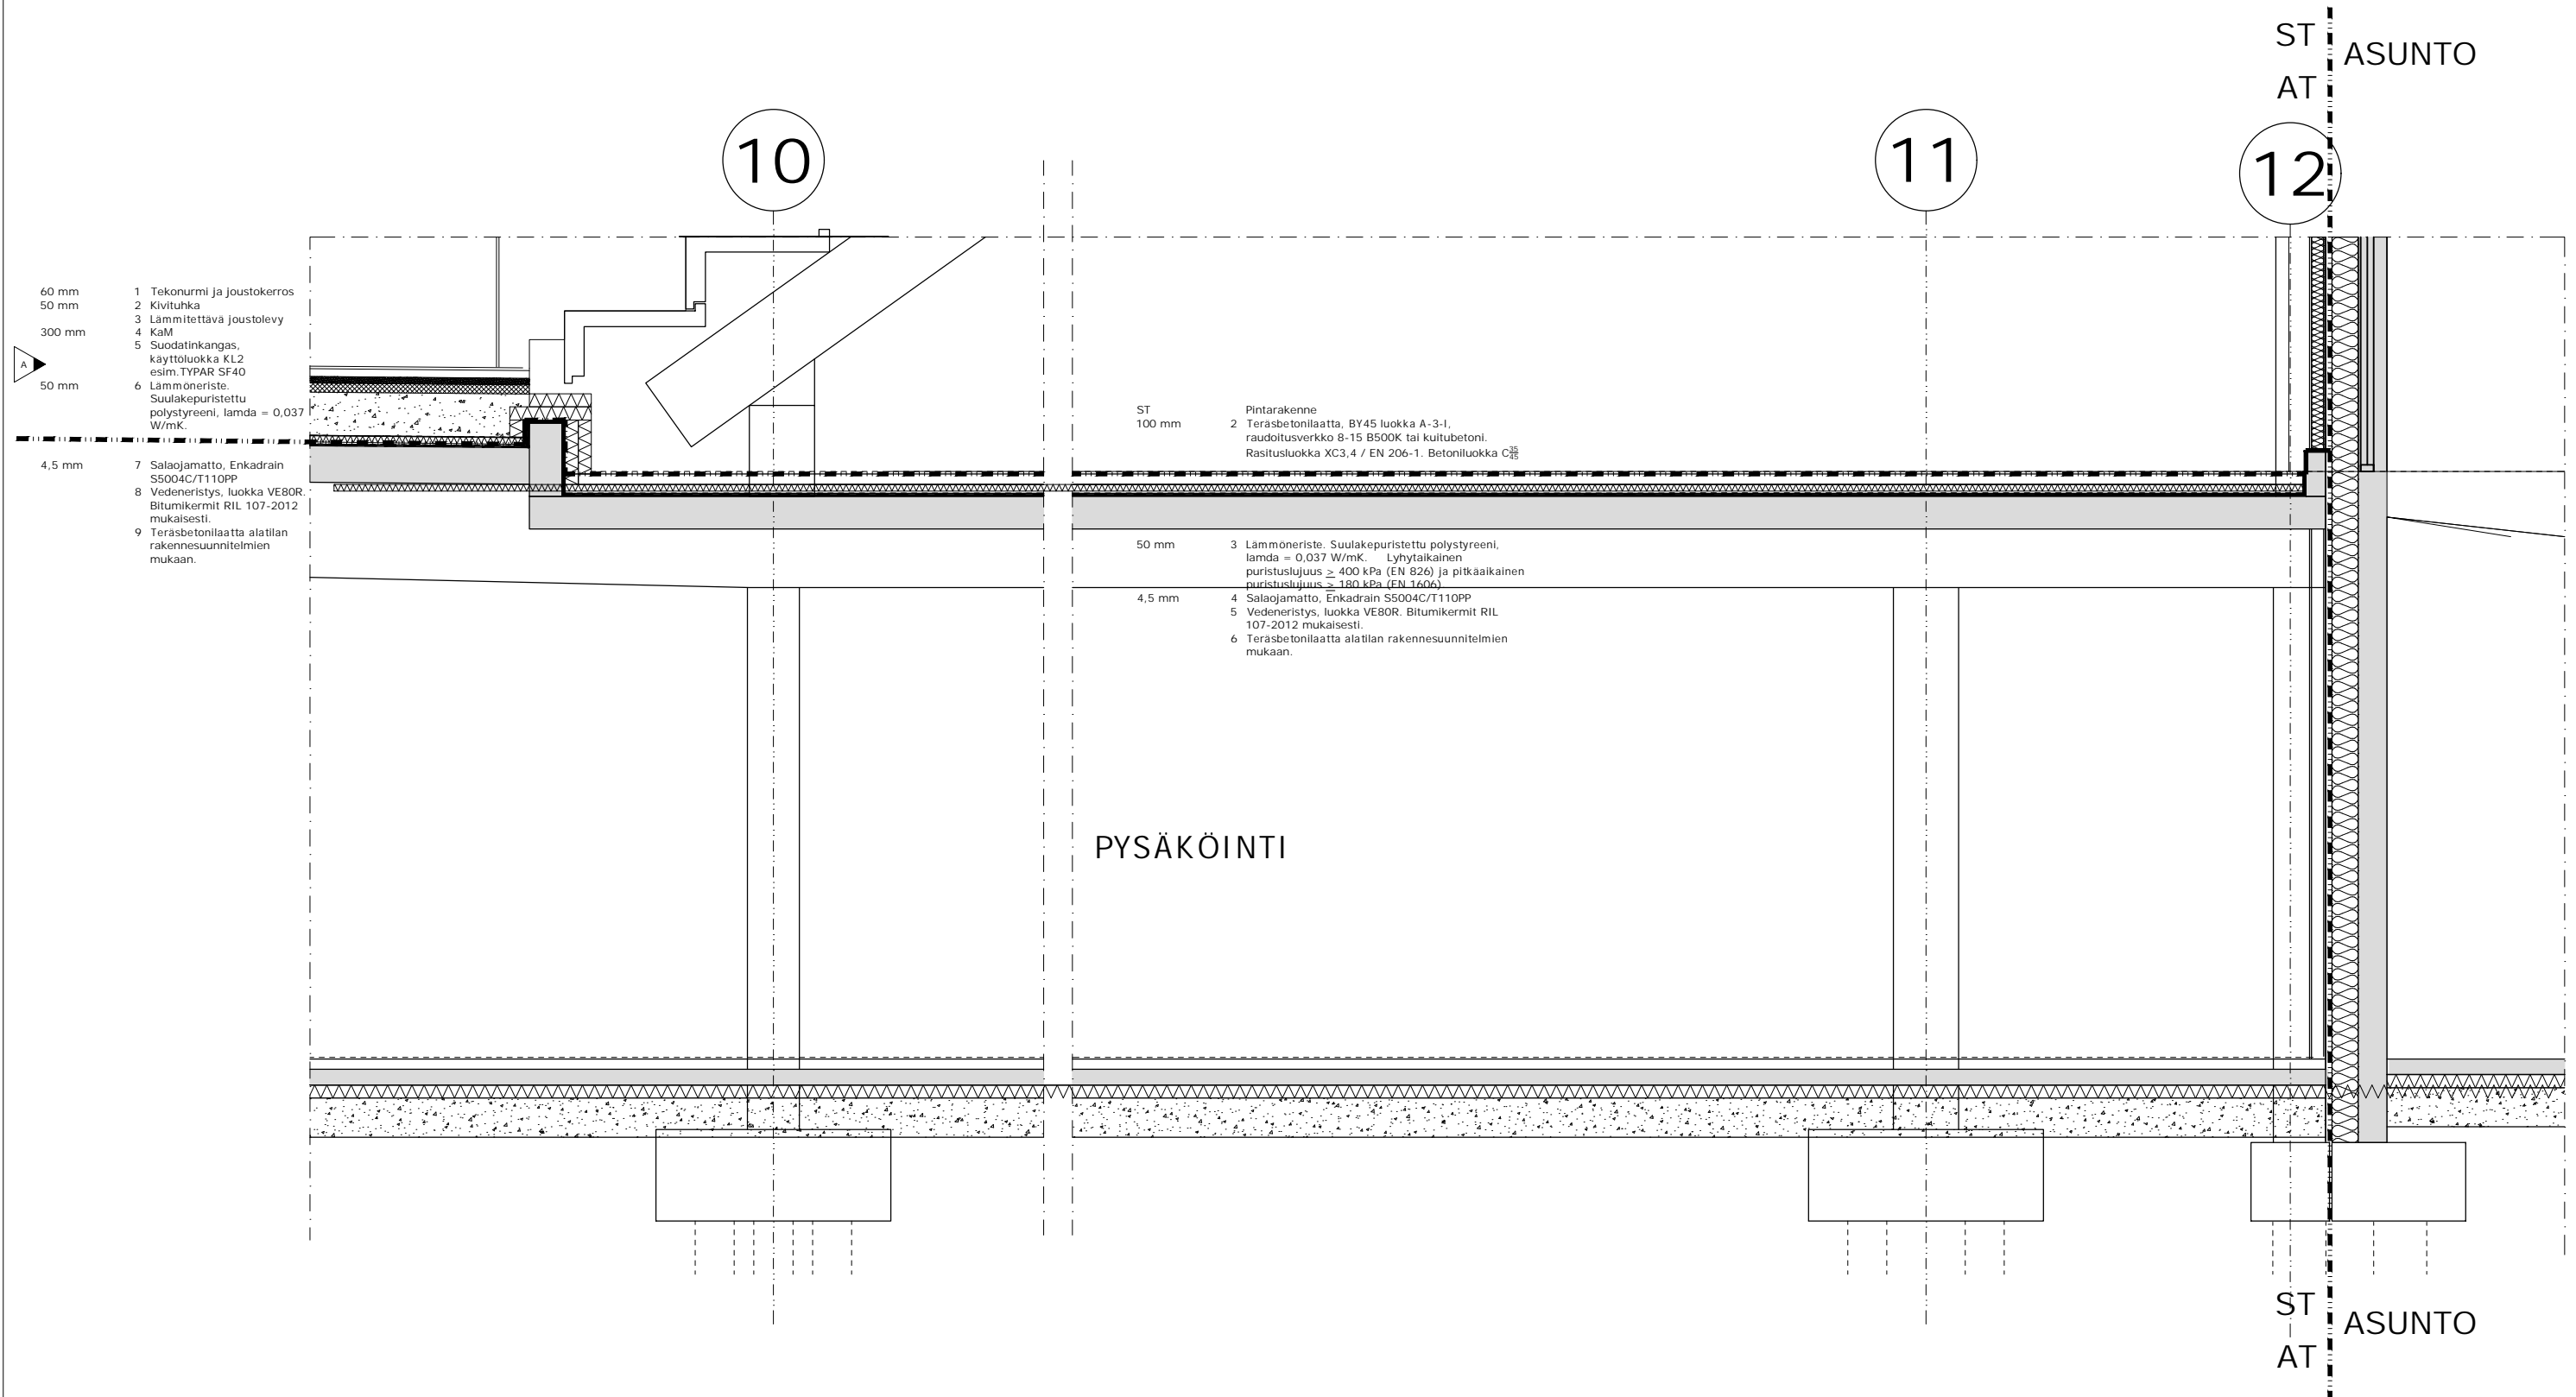 ST
ASUNTO
AT
10
11
12
60 mm 1 Tekonurmi ja joustokerros
50 mm 2 Kivituhka
3 Lämmitettävä joustolevy
300 mm 4 KaM
5 Suodatinkangas,
käyttöluokka KL2
esim.TYPAR SF40
A
50 mm 6 Lämmöneriste.
Suulakepuristettu
polystyreeni, lamda = 0,037
W/mK.
4,5 mm 7 Salaojamatto, Enkadrain
S5004C/T110PP
8 Vedeneristys, luokka VE80R.
Bitumikermit RIL 107-2012
mukaisesti.
9 Teräsbetonilaatta alatilan
rakennesuunnitelmien
mukaan.
ST Pintarakenne
100 mm 2 Teräsbetonilaatta, BY45 luokka A-3-I,
raudoitusverkko 8-15 B500K tai kuitubetoni.
Rasitusluokka XC3,4 / EN 206-1. Betoniluokka C35/45
50 mm 3 Lämmöneriste. Suulakepuristettu polystyreeni,
lamda = 0,037 W/mK. Lyhytaikainen
puristuslujuus ≥ 400 kPa (EN 826) ja pitkäaikainen
puristuslujuus ≥ 180 kPa (EN 1606).
4,5 mm 4 Salaojamatto, Enkadrain S5004C/T110PP
5 Vedeneristys, luokka VE80R. Bitumikermit RIL
107-2012 mukaisesti.
6 Teräsbetonilaatta alatilan rakennesuunnitelmien
mukaan.
PYSÄKÖINTI
ST
ASUNTO
AT